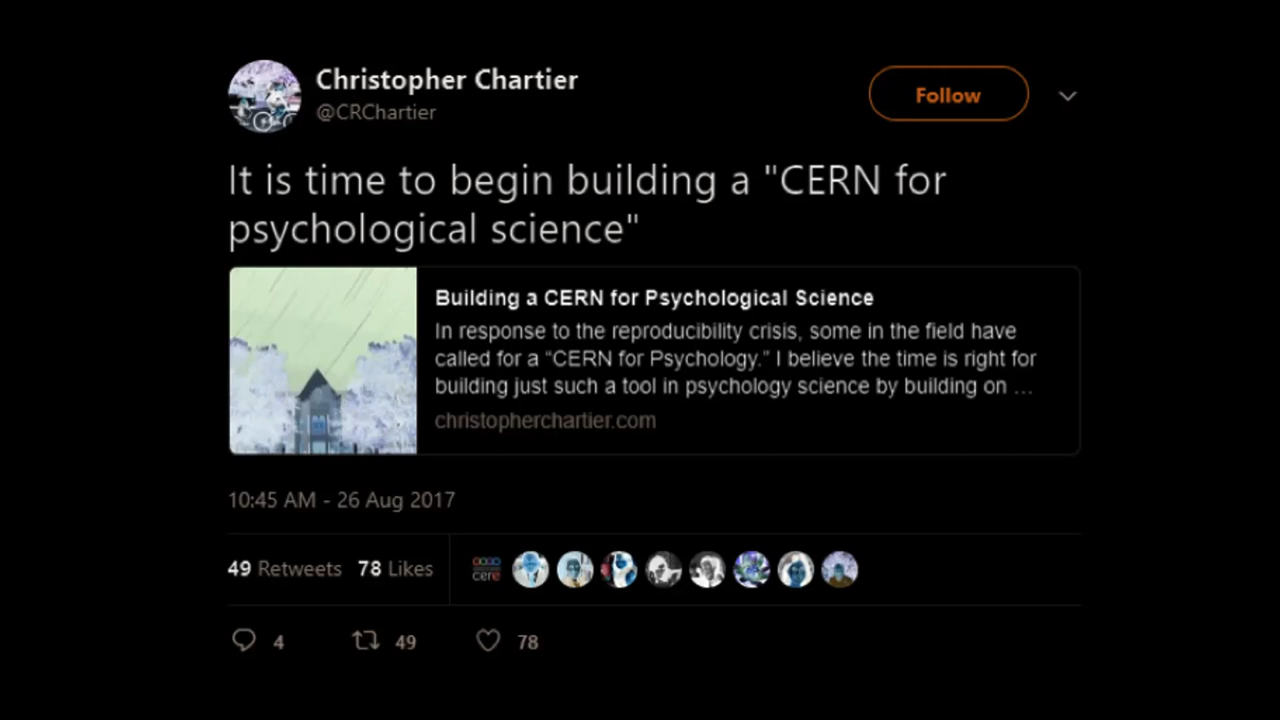 Christopher Chartier
@CRChartier
Follow
It is time to begin building a "CERN for
psychological science"
Building a CERN for Psychological Science
In response to the reproducibility crisis, some in the field have
called for a “CERN for Psychology.” I believe the time is right for
building just such a tool in psychology science by building on ...
christopherchartier.com
10:45 AM - 26 Aug 2017
49 Retweets 78 Likes
cere
4 49 78